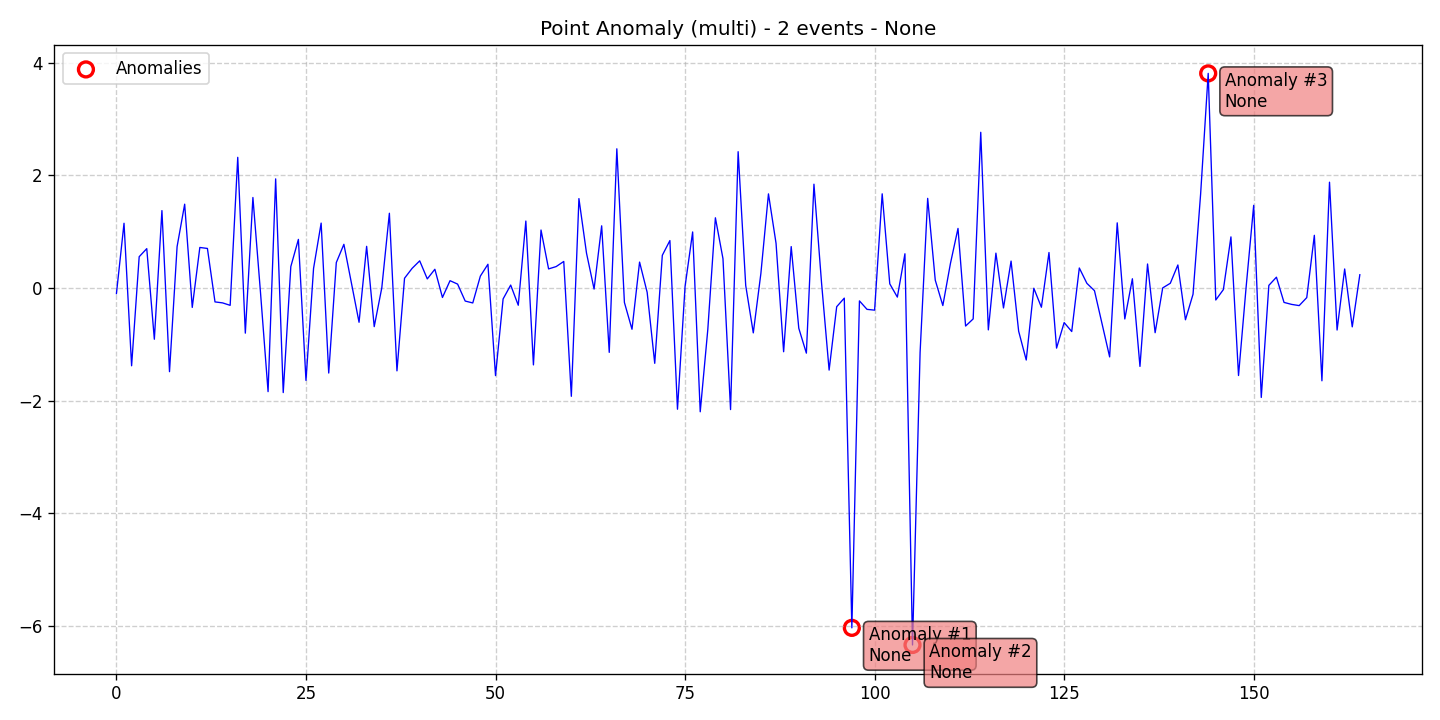 Point Anomaly (multi) - 2 events - None
Anomalies
Anomaly #3
None
Anomaly #1
None
Anomaly #2
None
4
2
0
−2
−4
−6
0
25
50
75
100
125
150